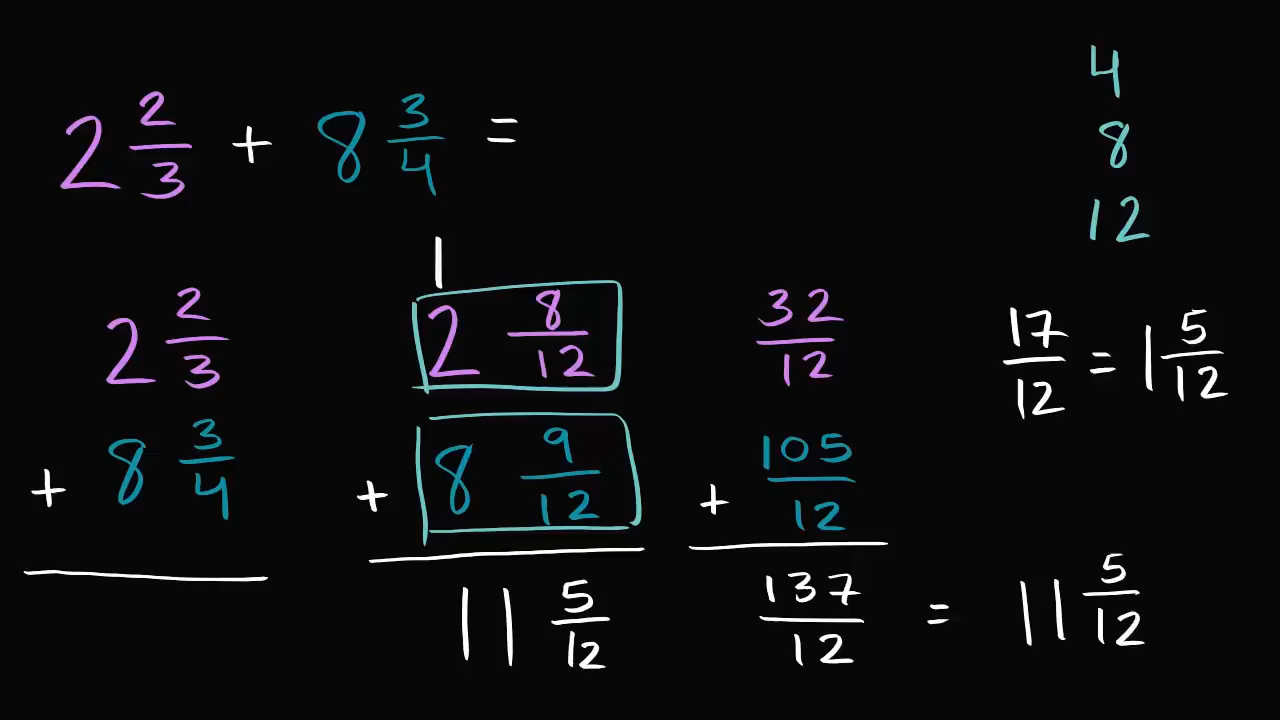 2 2/3 + 8 3/4 =
4
8
12
2 2/3
+ 8 3/4
1
2 8/12
+ 8 9/12
11 5/12
32/12
+ 105/12
137/12 = 11 5/12
17/12 = 1 5/12